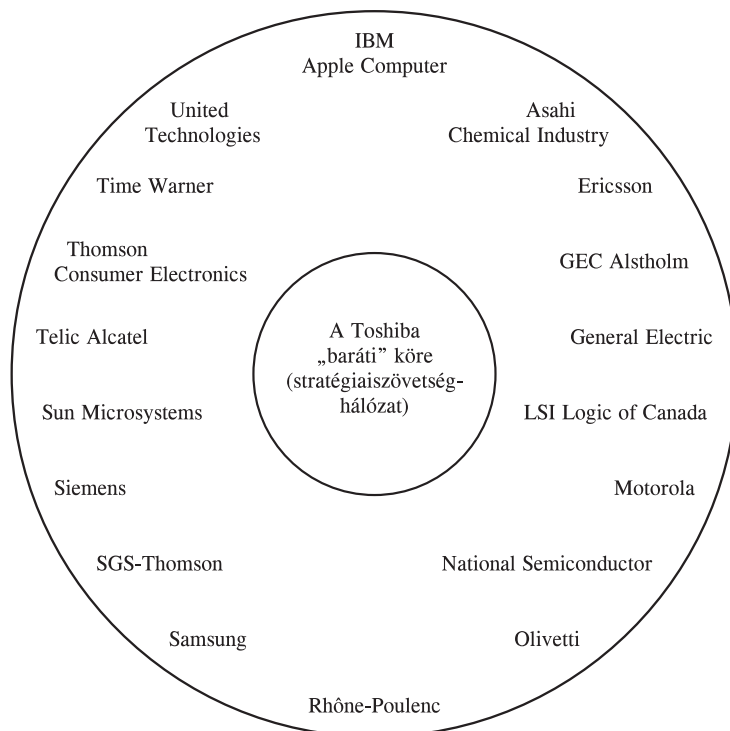 IBM
Apple Computer
United
Technologies
Asahi
Chemical Industry
Time Warner
Ericsson
Thomson
Consumer Electronics
GEC Alstholm
Telic Alcatel
A Toshiba
„baráti” köre
(stratégiaiszövetség-
hálózat)
General Electric
Sun Microsystems
LSI Logic of Canada
Siemens
Motorola
SGS-Thomson
National Semiconductor
Samsung
Olivetti
Rhône-Poulenc